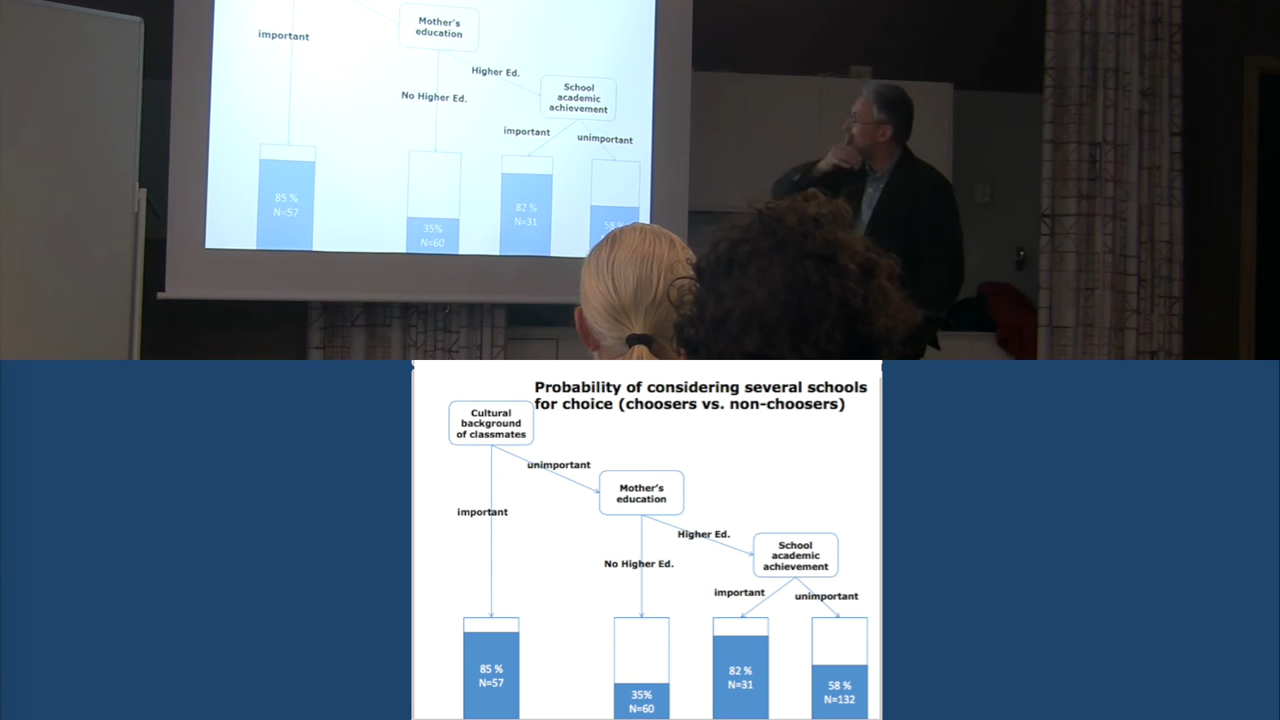 Mother's
education
important
Higher Ed.
No Higher Ed.
School
academic
achievement
important
unimportant
85 %
N=57
35%
N=60
82 %
N=31
58%
Probability of considering several schools
for choice (choosers vs. non-choosers)
Cultural
background
of classmates
unimportant
Mother's
education
important
Higher Ed.
No Higher Ed.
School
academic
achievement
important
unimportant
85 %
N=57
35%
N=60
82 %
N=31
58 %
N=132